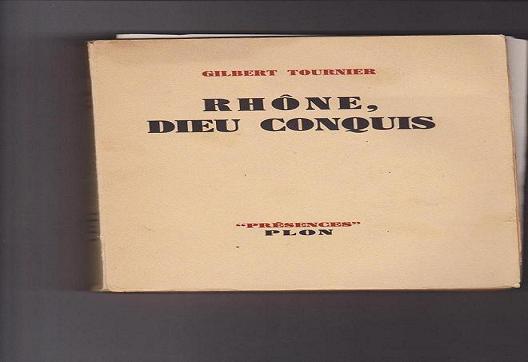 GILBERT TOURNIER
RHÔNE,
DIEU CONQUIS
"PRÉSENCES"
PLON